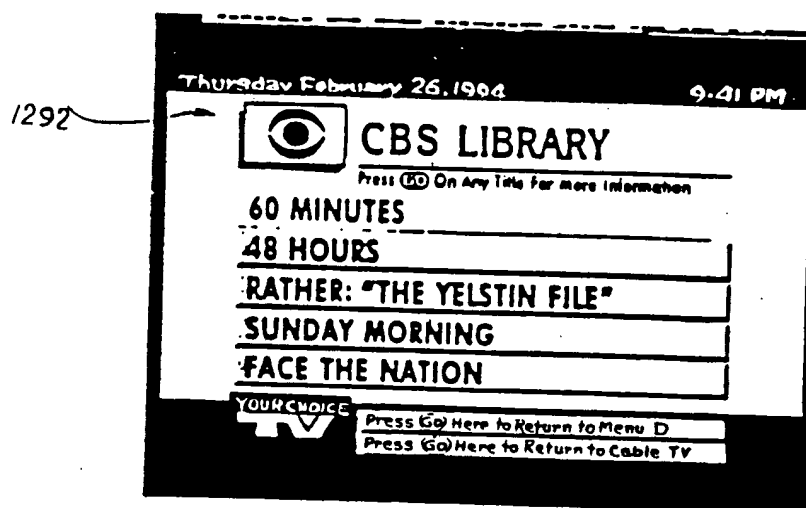 Thursday February 26, 1994 9:41 PM
1292
CBS LIBRARY
Press GO On Any Title For more Information
60 MINUTES
48 HOURS
RATHER: "THE YELSTIN FILE"
SUNDAY MORNING
FACE THE NATION
YOUR CHOICE
TV
Press Go Here to Return to Menu D
Press Go Here to Return to Cable TV